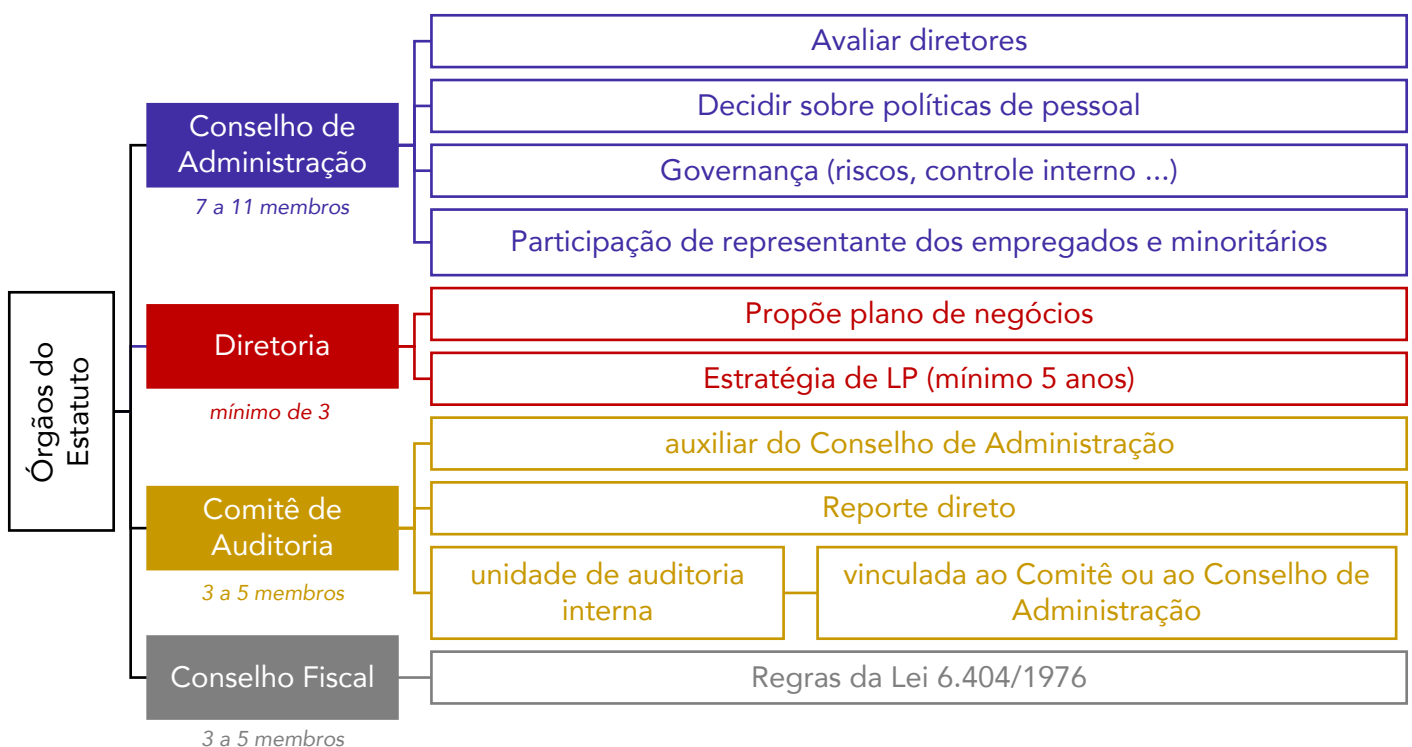 Órgãos do
Estatuto
Conselho de
Administração
7 a 11 membros
Avaliar diretores
Decidir sobre políticas de pessoal
Governança (riscos, controle interno ...)
Participação de representante dos empregados e minoritários
Diretoria
mínimo de 3
Propõe plano de negócios
Estratégia de LP (mínimo 5 anos)
Comitê de
Auditoria
3 a 5 membros
auxiliar do Conselho de Administração
Reporte direto
unidade de auditoria
interna
vinculada ao Comitê ou ao Conselho de
Administração
Conselho Fiscal
3 a 5 membros
Regras da Lei 6.404/1976